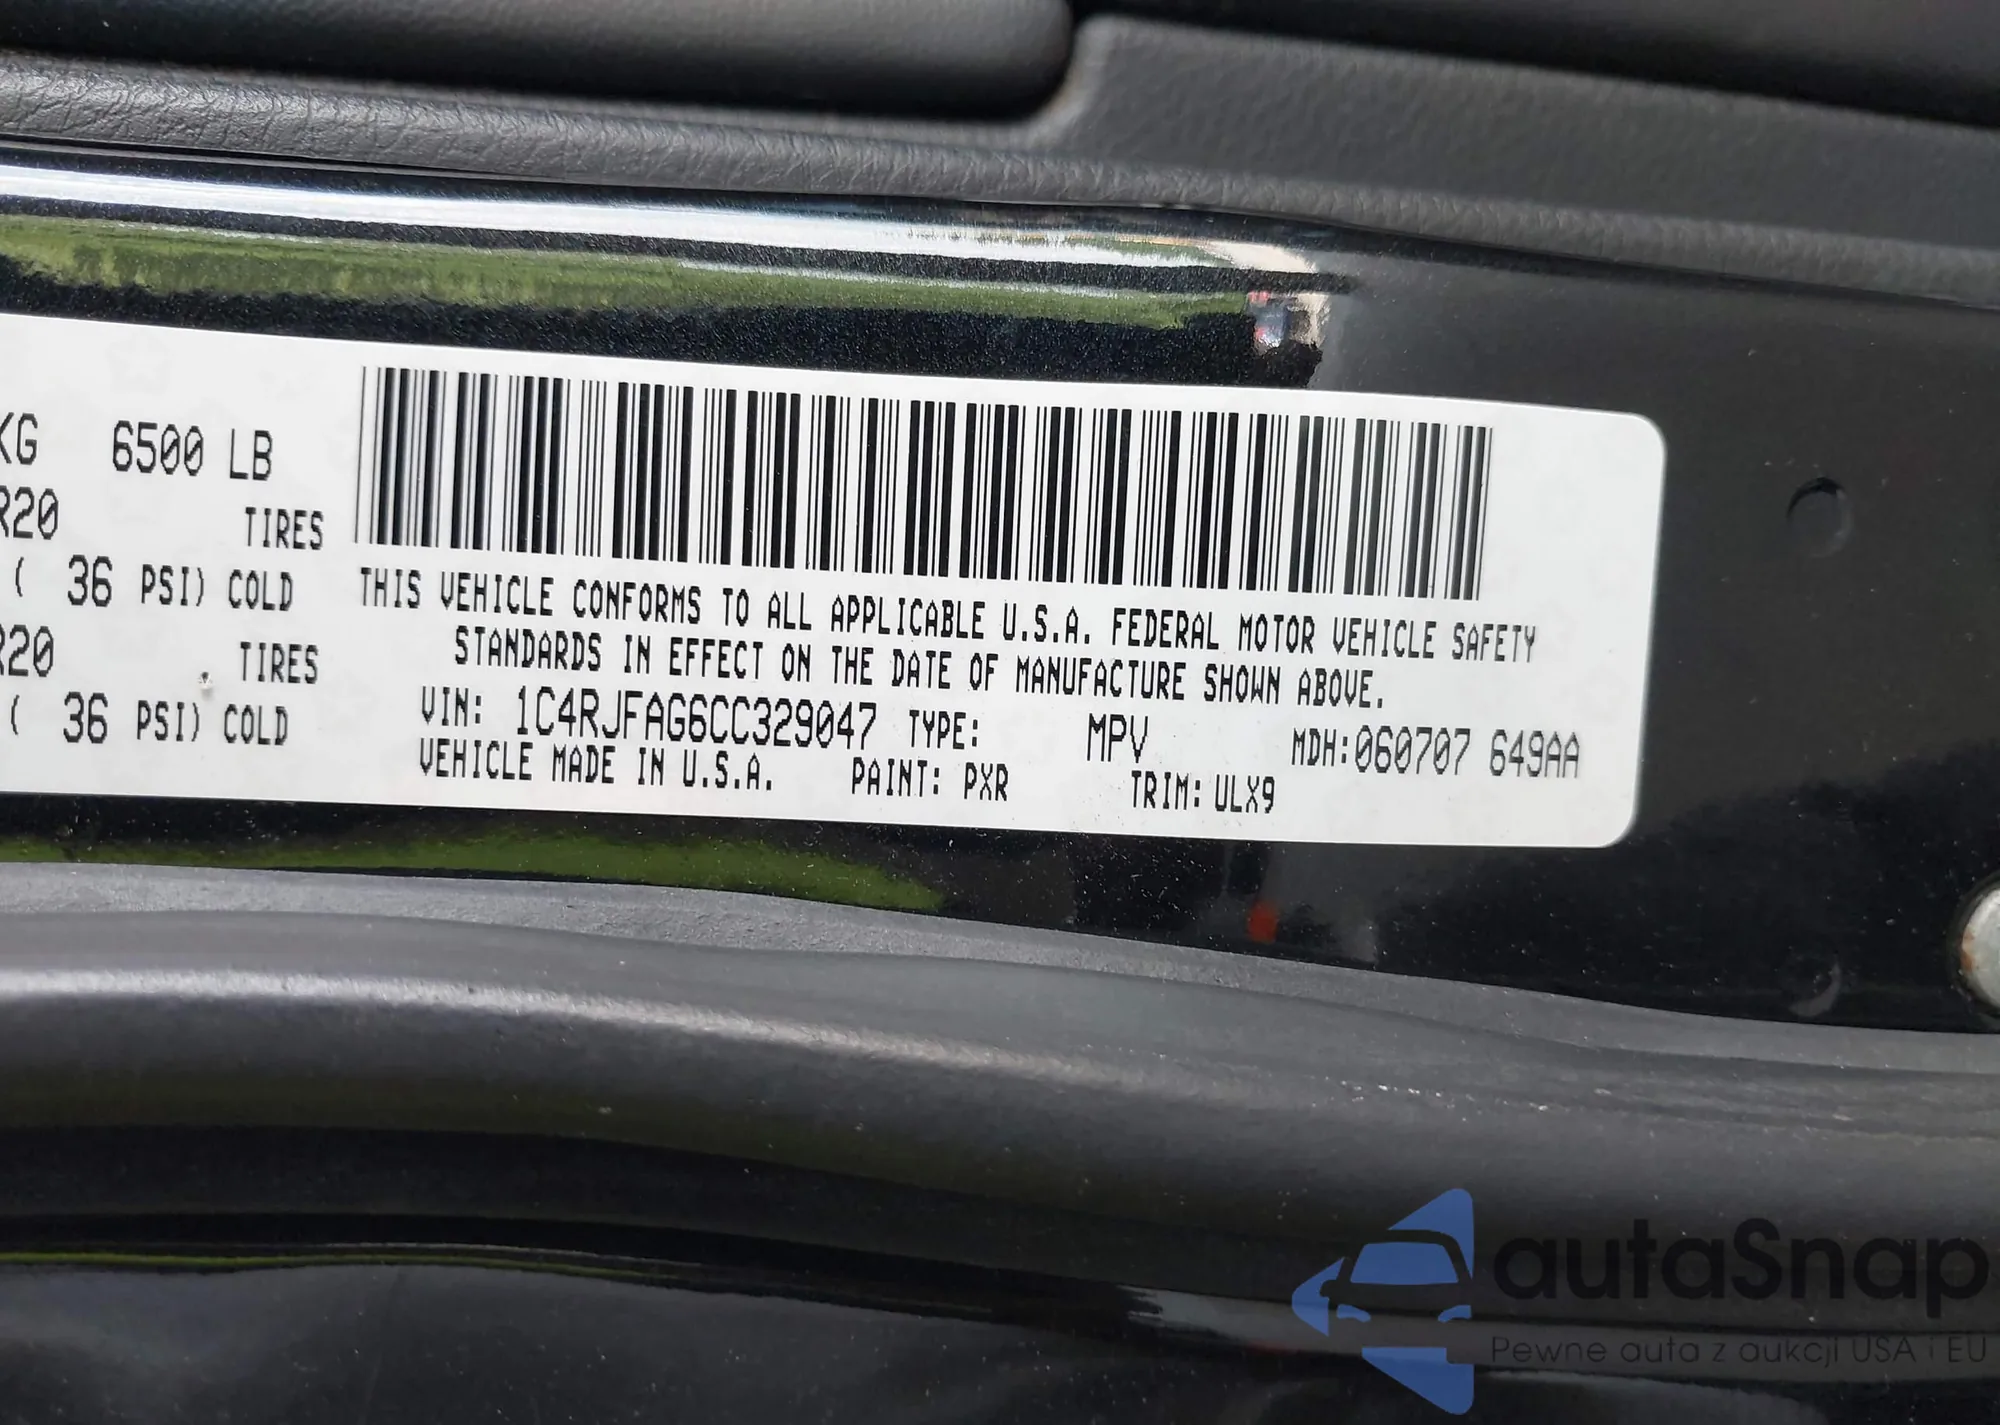 KG 6500 LB
R20 TIRES
( 36 PSI) COLD
R20 TIRES
( 36 PSI) COLD
THIS VEHICLE CONFORMS TO ALL APPLICABLE U.S.A. FEDERAL MOTOR VEHICLE SAFETY
STANDARDS IN EFFECT ON THE DATE OF MANUFACTURE SHOWN ABOVE.
VIN: 1C4RJFAG6CC329047 TYPE: MPV MDH:060707 649AA
VEHICLE MADE IN U.S.A. PAINT: PXR TRIM: ULX9
autaSnap
Pewne auta z aukcji USA i EU